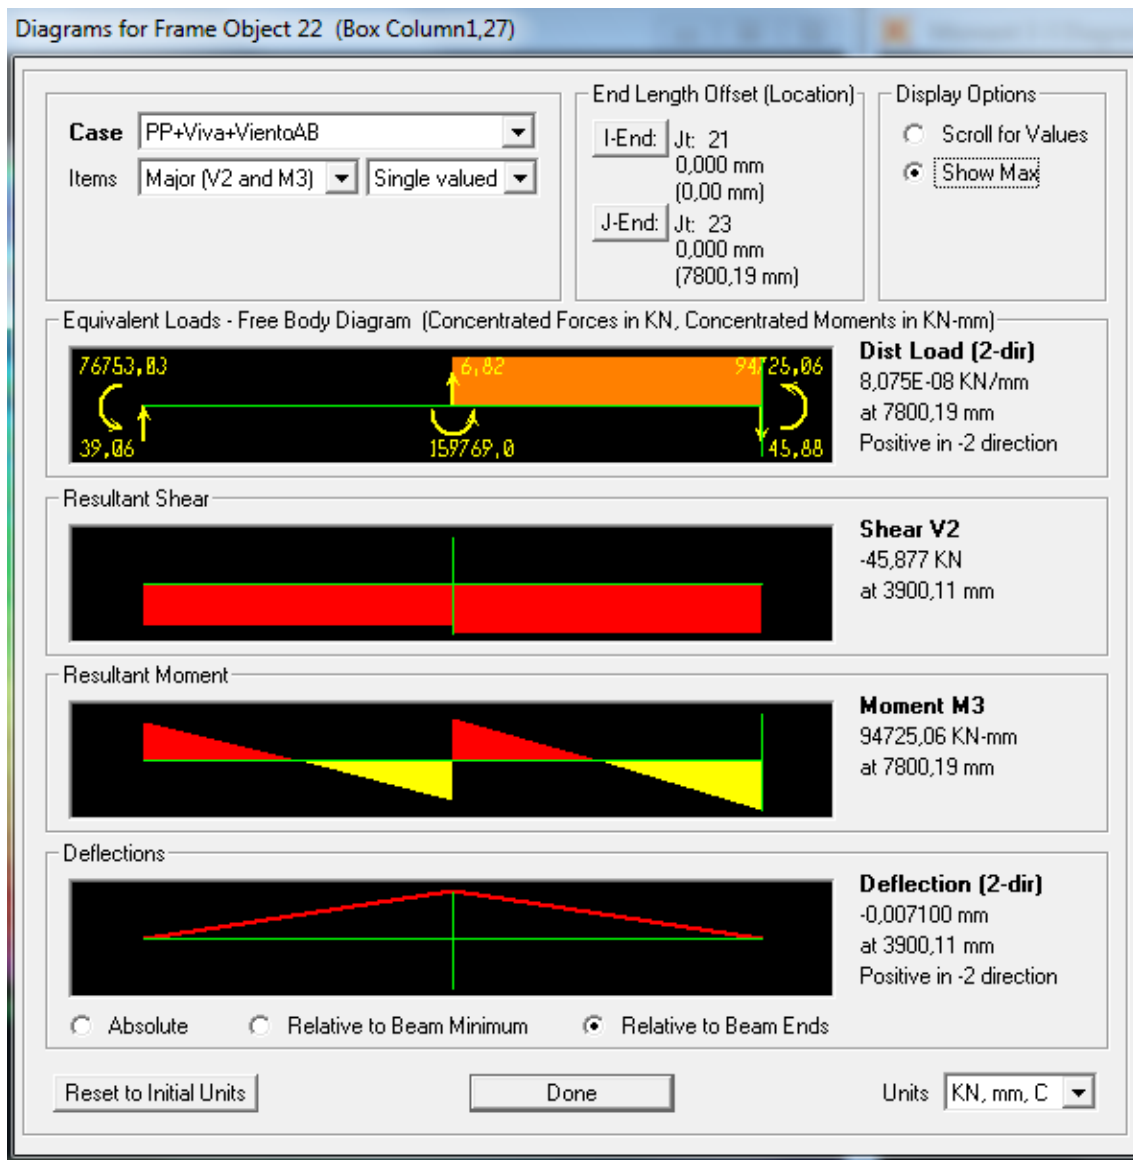 Diagrams for Frame Object 22 (Box Column1,27)
Case PP+Viva+VientoAB
Items Major (V2 and M3) Single valued
End Length Offset (Location)
I-End: Jt: 21
0,000 mm
(0,00 mm)
J-End: Jt: 23
0,000 mm
(7800,19 mm)
Display Options
Scroll for Values
Show Max
Equivalent Loads - Free Body Diagram (Concentrated Forces in KN, Concentrated Moments in KN-mm)
76753,03 6,82 94725,06
39,06 159769,0 45,88
Dist Load (2-dir)
8,075E-08 KN/mm
at 7800,19 mm
Positive in -2 direction
Resultant Shear
Shear V2
-45,877 KN
at 3900,11 mm
Resultant Moment
Moment M3
94725,06 KN-mm
at 7800,19 mm
Deflections
Deflection (2-dir)
-0,007100 mm
at 3900,11 mm
Positive in -2 direction
Absolute Relative to Beam Minimum Relative to Beam Ends
Reset to Initial Units Done Units KN, mm, C